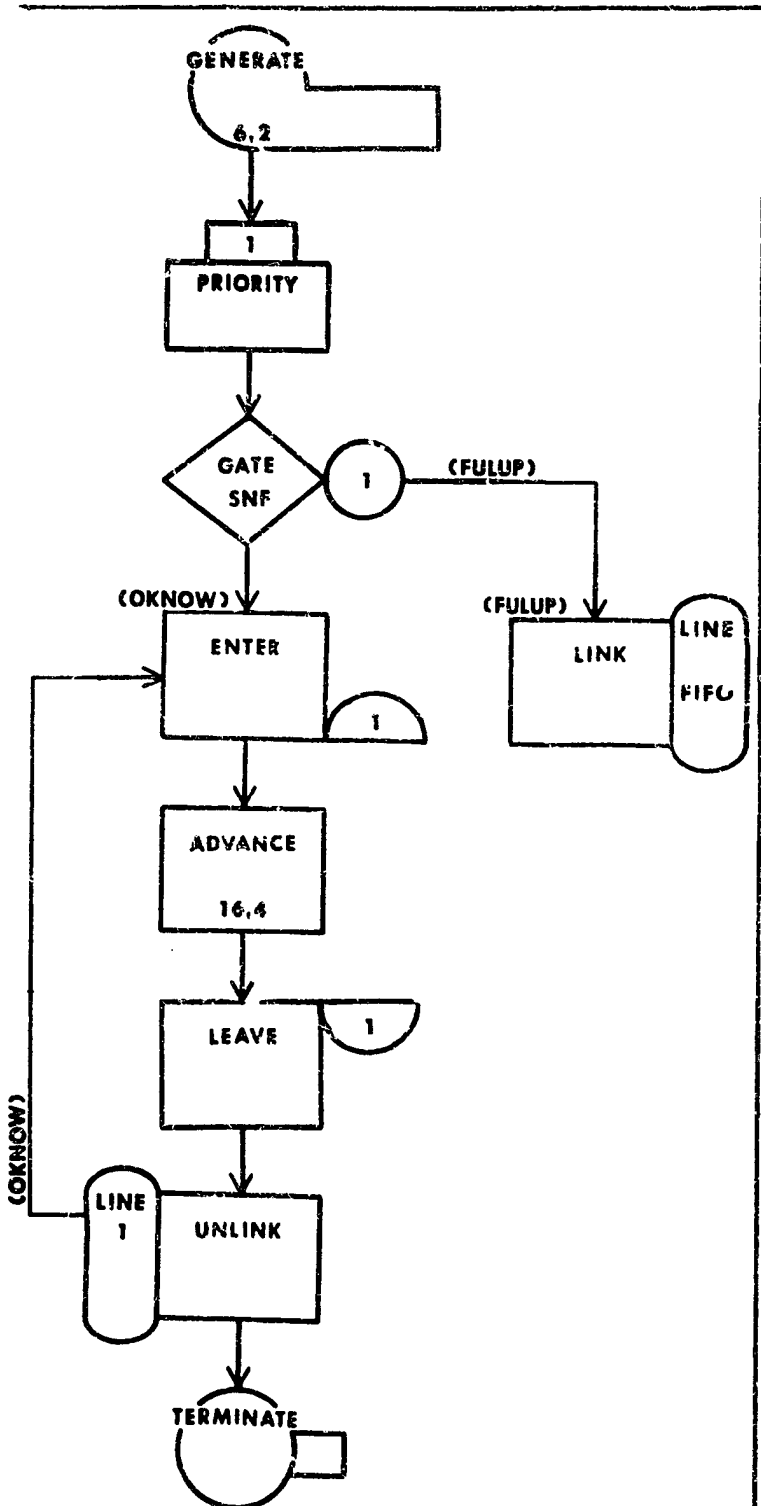 GENERATE
6,2
1
PRIORITY
GATE
SNF
1
(FULUP)
(OKNOW)
ENTER
1
(FULUP)
LINK
LINE
FIFO
ADVANCE
16,4
LEAVE
1
(OKNOW)
LINE
1
UNLINK
TERMINATE